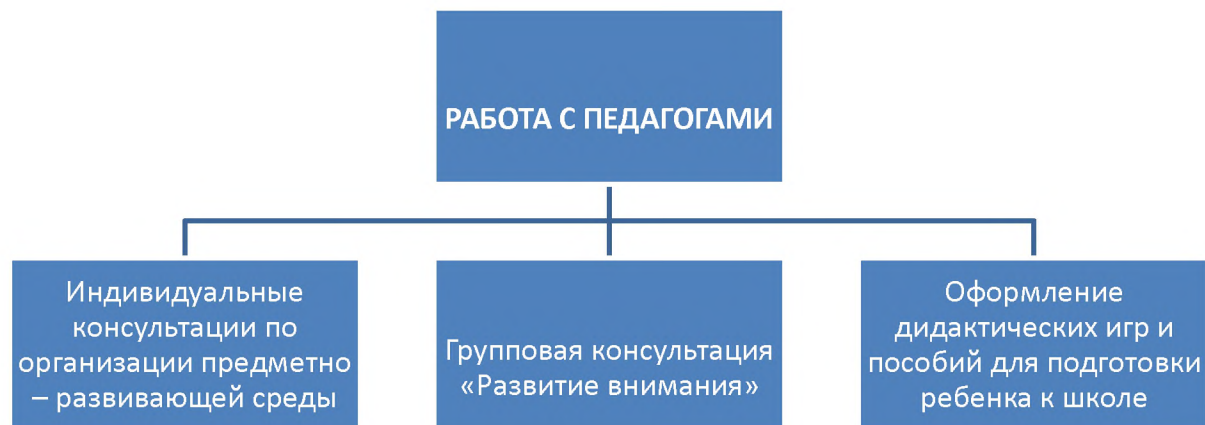 РАБОТА С ПЕДАГОГАМИ
Индивидуальные
консультации по
организации предметно
– развивающей среды
Групповая консультация
«Развитие внимания»
Оформление
дидактических игр и
пособий для подготовки
ребенка к школе